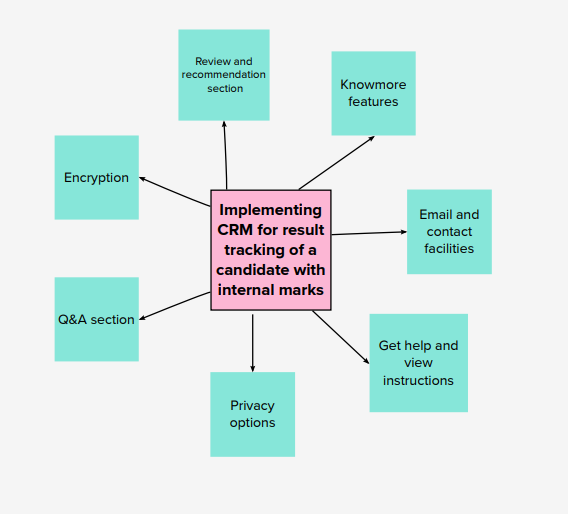 Review and
recommendation
section
Knowmore
features
Encryption
Implementing
CRM for result
tracking of a
candidate with
internal marks
Email and
contact
facilities
Q&A section
Get help and
view
instructions
Privacy
options